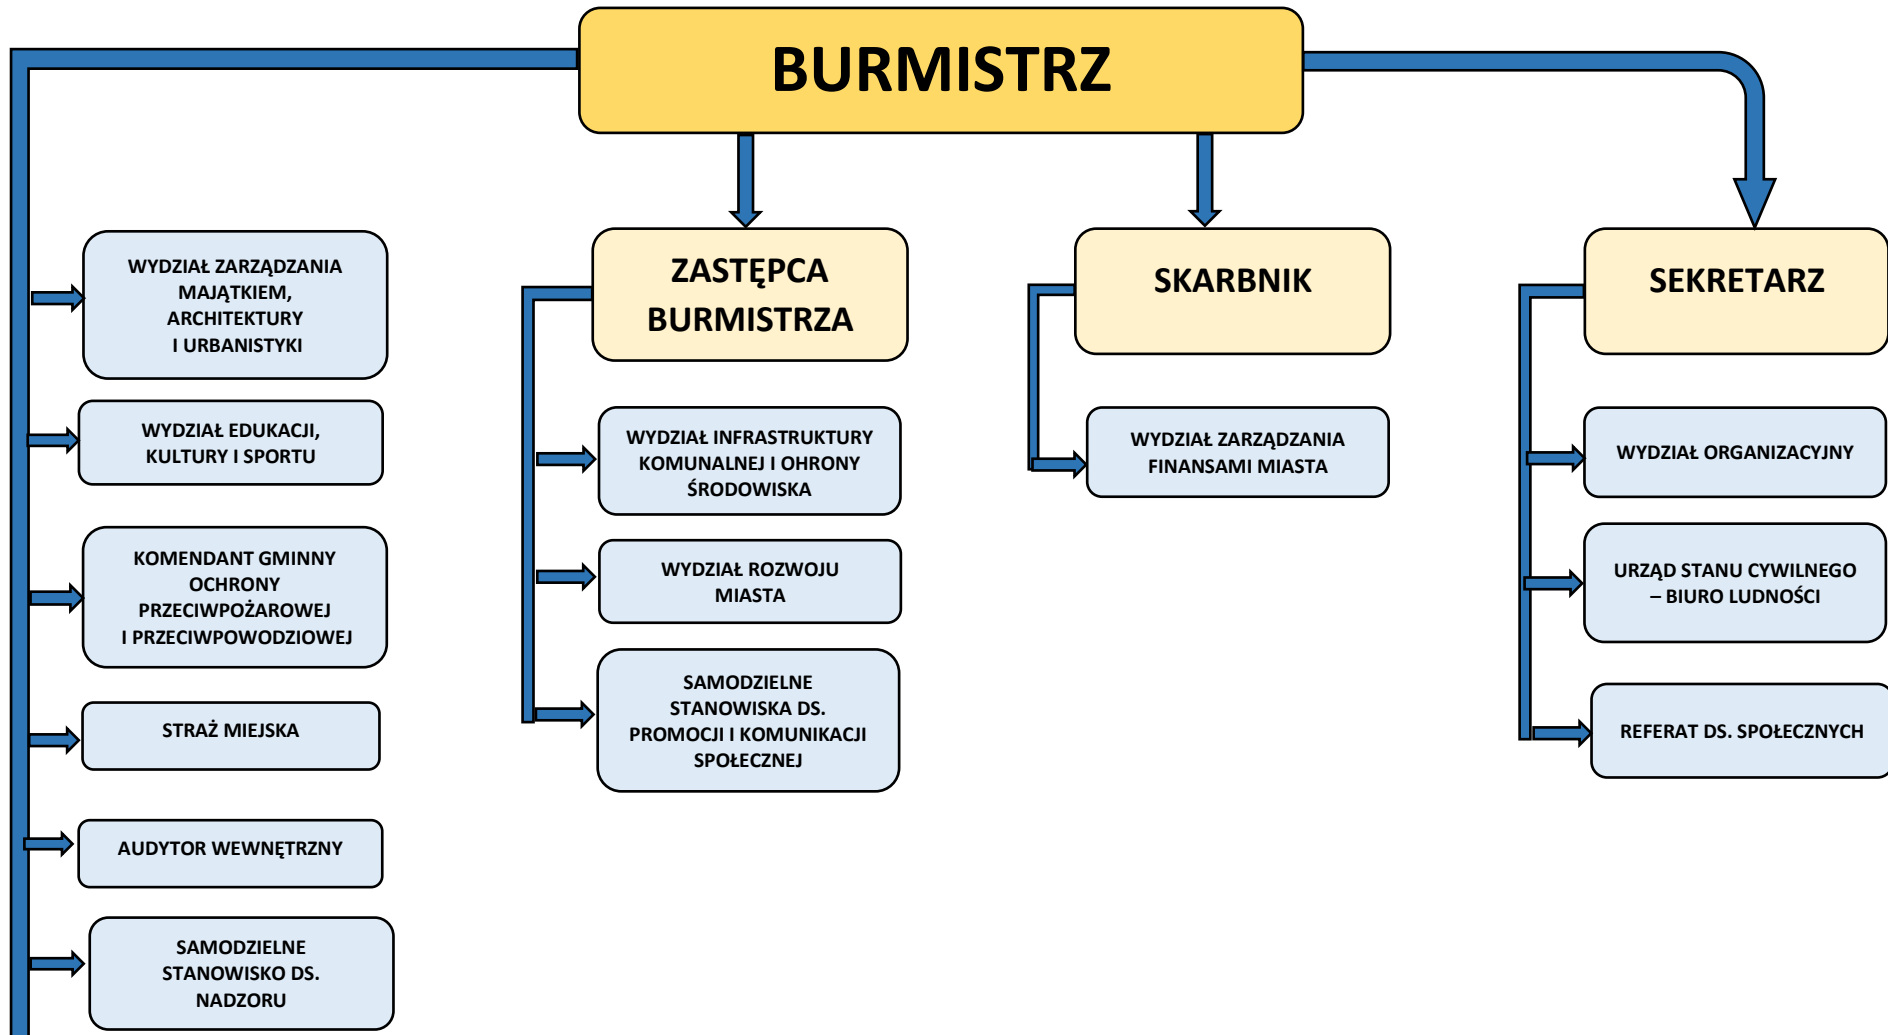 BURMISTRZ
WYDZIAŁ ZARZĄDZANIA
MAJĄTKIEM,
ARCHITEKTURY
I URBANISTYKI
WYDZIAŁ EDUKACJI,
KULTURY I SPORTU
KOMENDANT GMINNY
OCHRONY
PRZECIWPOŻAROWEJ
I PRZECIWPOWODZIOWEJ
STRAŻ MIEJSKA
AUDYTOR WEWNĘTRZNY
SAMODZIELNE
STANOWISKO DS.
NADZORU
ZASTĘPCA
BURMISTRZA
WYDZIAŁ INFRASTRUKTURY
KOMUNALNEJ I OHRONY
ŚRODOWISKA
WYDZIAŁ ROZWOJU
MIASTA
SAMODZIELNE
STANOWISKA DS.
PROMOCJI I KOMUNIKACJI
SPOŁECZNEJ
SKARBNIK
WYDZIAŁ ZARZĄDZANIA
FINANSAMI MIASTA
SEKRETARZ
WYDZIAŁ ORGANIZACYJNY
URZĄD STANU CYWILNEGO
– BIURO LUDNOŚCI
REFERAT DS. SPOŁECZNYCH